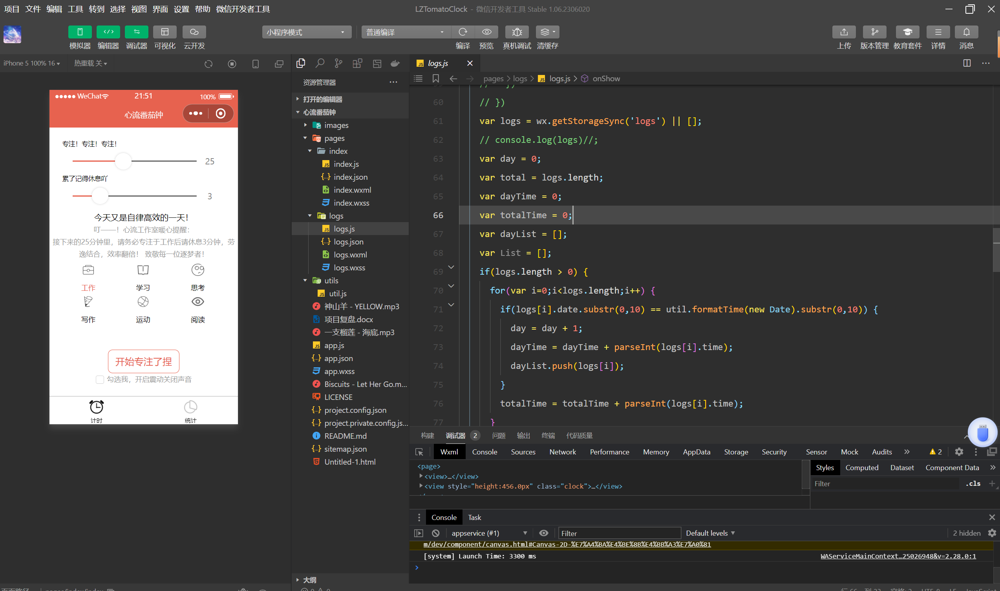 项目 文件 编辑 工具 转到 选择 视图 界面 设置 帮助 微信开发者工具
LZTomatoClock - 微信开发者工具 Stable 1.06.2306020
模拟器 编辑器 调试器 可视化 云开发
小程序模式
普通编译
编译 预览 真机调试 清缓存
上传 版本管理 教育套件 详情 消息
iPhone 5 100% 16
热重载 关
WeChat
21:51
100%
心流番茄钟
专注！专注！专注！
25
累了记得休息吖
3
今天又是自律高效的一天！
叮——！心流工作室暖心提醒：
接下来的25分钟里，请务必专注于工作后请休息3分钟，劳
逸结合，效率翻倍！ 致敬每一位逐梦者！
工作 学习 思考
写作 运动 阅读
开始专注了捏
勾选我，开启震动关闭声音
计时 统计
资源管理器
打开的编辑器
心流番茄钟
images
pages
index
index.js
index.json
index.wxml
index.wxss
logs
logs.js
logs.json
logs.wxml
logs.wxss
utils
util.js
神山羊 - YELLOW.mp3
项目复盘.docx
一支榴莲 - 海底.mp3
app.js
app.json
app.wxss
Biscuits - Let Her Go.m...
LICENSE
project.config.json
project.private.config.js...
README.md
sitemap.json
Untitled-1.html
大纲
logs.js
pages > logs > logs.js > onShow
60 // })
61 var logs = wx.getStorageSync('logs') || [];
62 // console.log(logs)//;
63 var day = 0;
64 var total = logs.length;
65 var dayTime = 0;
66 var totalTime = 0;
67 var dayList = [];
68 var List = [];
69 if(logs.length > 0) {
70 for(var i=0;i<logs.length;i++) {
71 if(logs[i].date.substr(0,10) == util.formatTime(new Date).substr(0,10)) {
72 day = day + 1;
73 dayTime = dayTime + parseInt(logs[i].time);
74 dayList.push(logs[i]);
75 }
76 totalTime = totalTime + parseInt(logs[i].time);
77 }
构建 调试器 2 问题 输出 终端 代码质量
Wxml Console Sources Network Performance Memory AppData Storage Security Sensor Mock Audits 2
<page>
<view>…</view>
<view style="height:456.0px" class="clock">…</view>
Styles Computed Dataset Component Data
Filter
.cls
Console Task
appservice (#1)
Filter
Default levels
2 hidden
m/dev/component/canvas.html#Canvas-2D-%E7%A4%BA%E4%BE%8B%E4%BB%A3%E7%A0%81
[system] Launch Time: 3300 ms
WAServiceMainContext…25026948&v=2.28.0:1